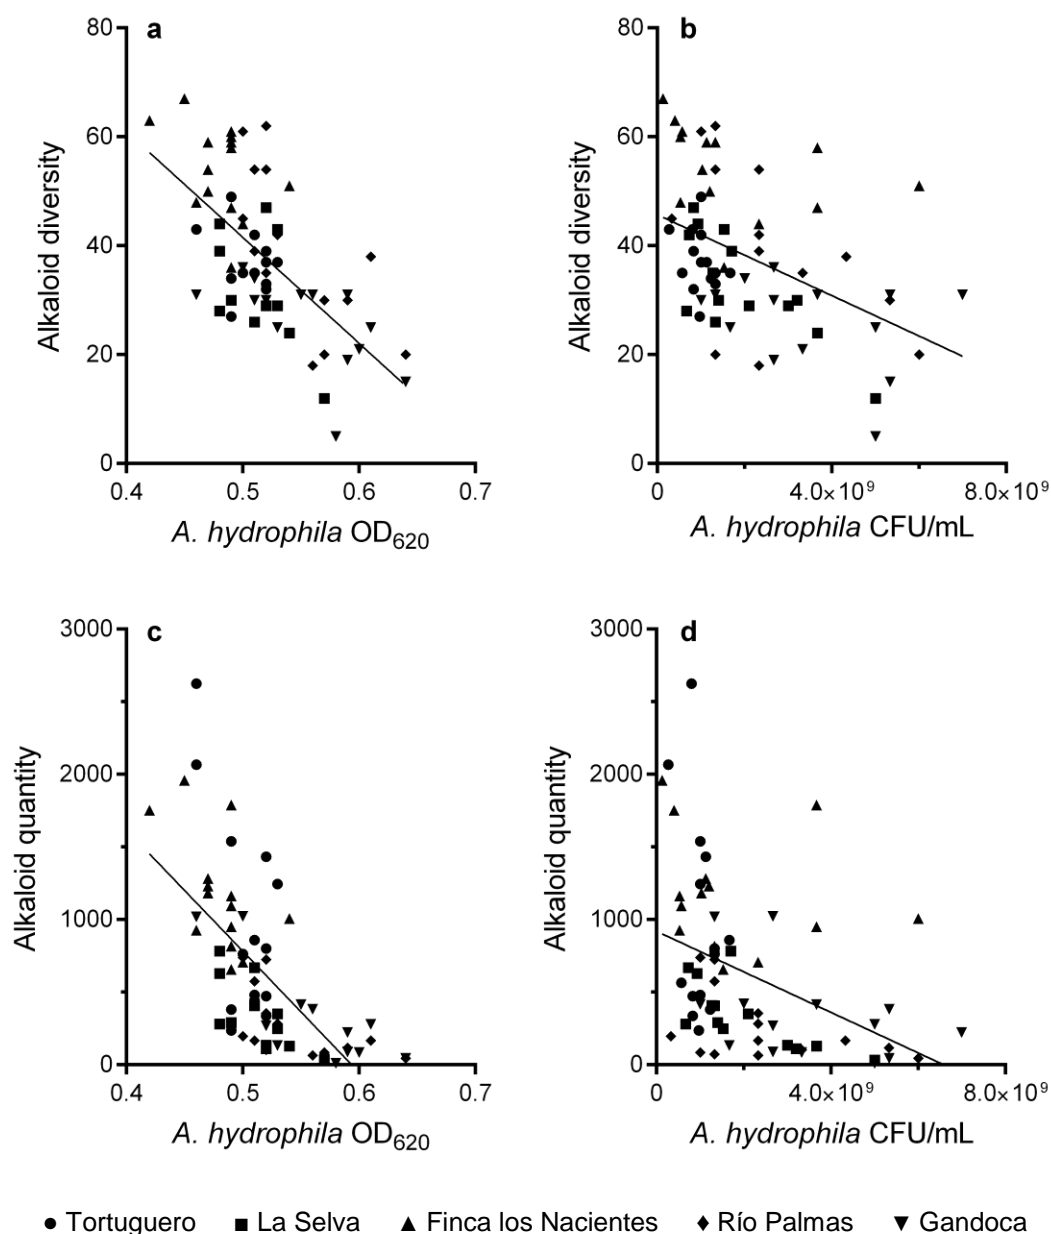 a
b
80
60
40
20
0
Alkaloid diversity
0.4 0.5 0.6 0.7
A. hydrophila OD620
80
60
40
20
0
Alkaloid diversity
0 4.0×10⁹ 8.0×10⁹
A. hydrophila CFU/mL
c
d
3000
2000
1000
0
Alkaloid quantity
0.4 0.5 0.6 0.7
A. hydrophila OD620
3000
2000
1000
0
Alkaloid quantity
0 4.0×10⁹ 8.0×10⁹
A. hydrophila CFU/mL
Tortuguero La Selva Finca los Nacientes Río Palmas Gandoca